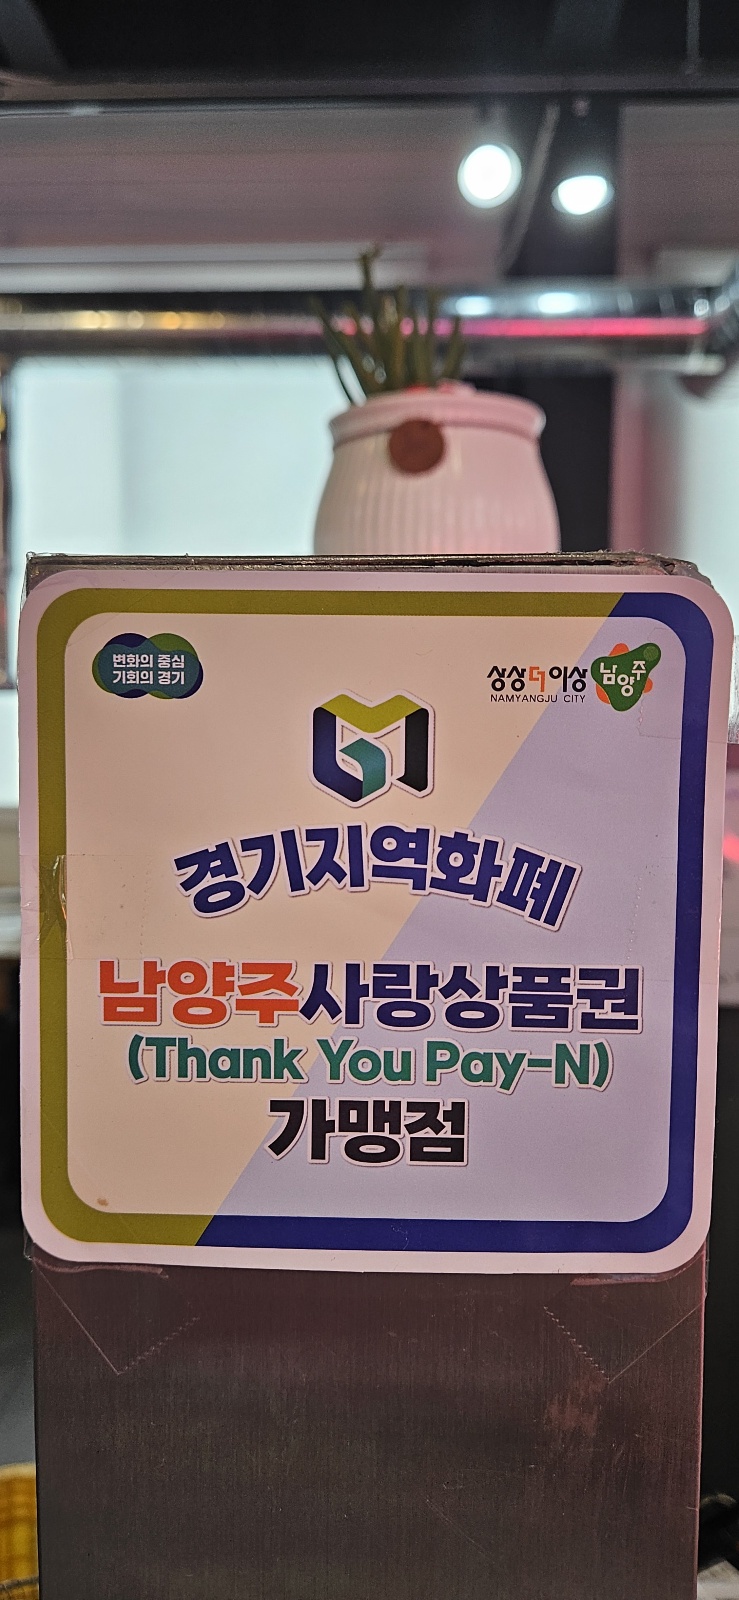 변화의 중심
기회의 경기
상상더이상
NAMYANGJU CITY
남양주
경기지역화폐
남양주사랑상품권
(Thank You Pay-N)
가맹점